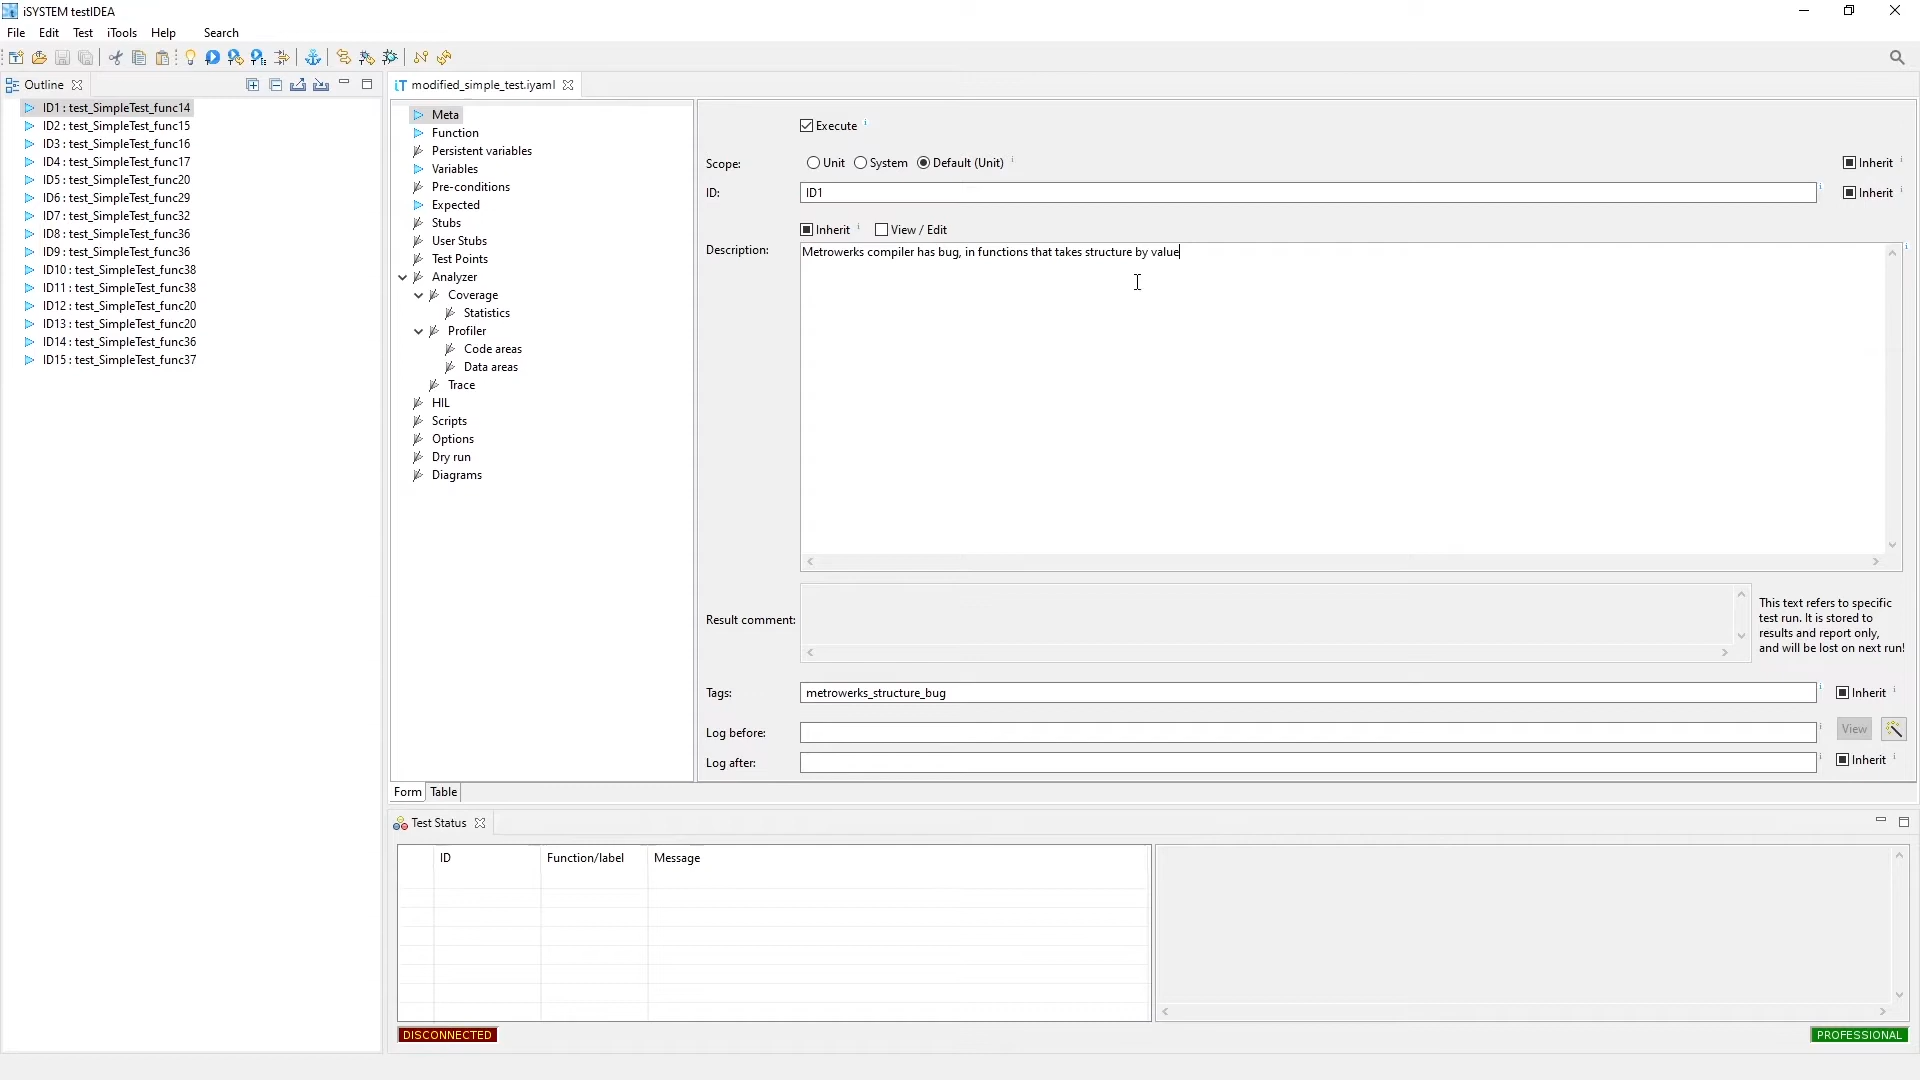 iSYSTEM testIDEA
File Edit Test iTools Help Search
Outline
ID1 : test_SimpleTest_func14
ID2 : test_SimpleTest_func15
ID3 : test_SimpleTest_func16
ID4 : test_SimpleTest_func17
ID5 : test_SimpleTest_func20
ID6 : test_SimpleTest_func29
ID7 : test_SimpleTest_func32
ID8 : test_SimpleTest_func36
ID9 : test_SimpleTest_func36
ID10 : test_SimpleTest_func38
ID11 : test_SimpleTest_func38
ID12 : test_SimpleTest_func20
ID13 : test_SimpleTest_func20
ID14 : test_SimpleTest_func36
ID15 : test_SimpleTest_func37
iT modified_simple_test.iyaml
Meta
Function
Persistent variables
Variables
Pre-conditions
Expected
Stubs
User Stubs
Test Points
Analyzer
Coverage
Statistics
Profiler
Code areas
Data areas
Trace
HIL
Scripts
Options
Dry run
Diagrams
Execute
Scope: Unit System Default (Unit) Inherit
ID: ID1 Inherit
Inherit View / Edit
Description: Metrowerks compiler has bug, in functions that takes structure by value
Result comment:
This text refers to specific
test run. It is stored to
results and report only,
and will be lost on next run!
Tags: metrowerks_structure_bug Inherit
Log before: View
Log after: Inherit
Form Table
Test Status
ID Function/label Message
DISCONNECTED
PROFESSIONAL